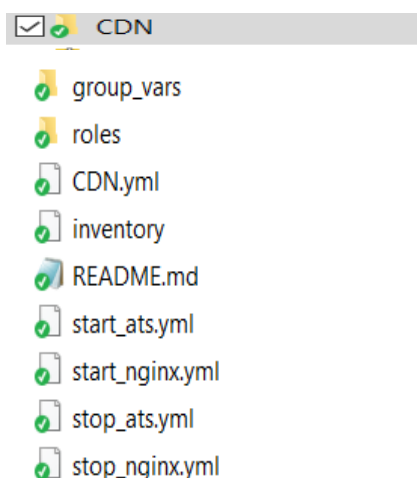 CDN
group_vars
roles
CDN.yml
inventory
README.md
start_ats.yml
start_nginx.yml
stop_ats.yml
stop_nginx.yml